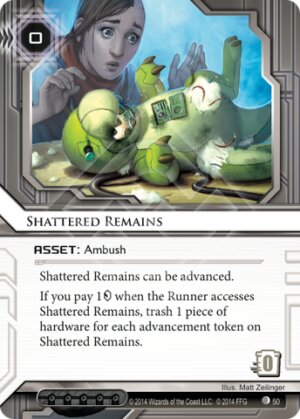 0
SHATTERED REMAINS
ASSET: Ambush
Shattered Remains can be advanced.
If you pay 1 when the Runner accesses
Shattered Remains, trash 1 piece of
hardware for each advancement token on
Shattered Remains.
0
Illus. Matt Zeilinger
© 2014 Wizards of the Coast LLC. © 2014 FFG
50